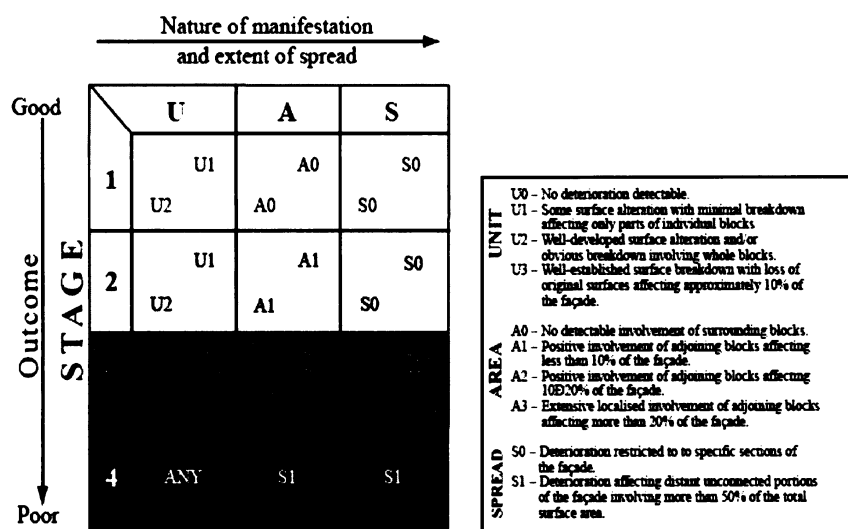 Nature of manifestation
and extent of spread
Good
Outcome
Poor
STAGE
U A S
1
U1 A0 S0
U2 A0 S0
2
U1 A1 S0
U2 A1 S0
4 ANY S1 S1
UNIT
U0 – No deterioration detectable.
U1 – Some surface alteration with minimal breakdown
affecting only parts of individual blocks
U2 – Well-developed surface alteration and/or
obvious breakdown involving whole blocks.
U3 – Well-established surface breakdown with loss of
original surfaces affecting approximately 10% of
the façade.
AREA
A0 – No detectable involvement of surrounding blocks.
A1 – Positive involvement of adjoining blocks affecting
less than 10% of the façade.
A2 – Positive involvement of adjoining blocks affecting
10Ð20% of the façade.
A3 – Extensive localised involvement of adjoining blocks
affecting more than 20% of the façade.
SPREAD
S0 – Deterioration restricted to to specific sections of
the façade.
S1 – Deterioration affecting distant unconnected portions
of the façade involving more than 50% of the total
surface area.